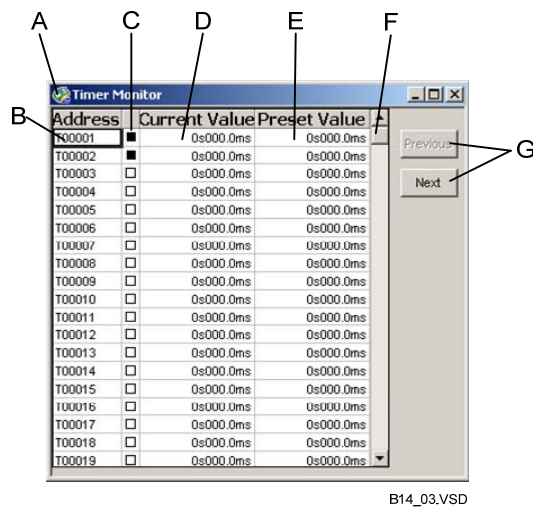 A C D E F
Timer Monitor
B
Address Current Value Preset Value
T00001 0s000.0ms 0s000.0ms
Previous
G
T00002 0s000.0ms 0s000.0ms
T00003 0s000.0ms 0s000.0ms
Next
T00004 0s000.0ms 0s000.0ms
T00005 0s000.0ms 0s000.0ms
T00006 0s000.0ms 0s000.0ms
T00007 0s000.0ms 0s000.0ms
T00008 0s000.0ms 0s000.0ms
T00009 0s000.0ms 0s000.0ms
T00010 0s000.0ms 0s000.0ms
T00011 0s000.0ms 0s000.0ms
T00012 0s000.0ms 0s000.0ms
T00013 0s000.0ms 0s000.0ms
T00014 0s000.0ms 0s000.0ms
T00015 0s000.0ms 0s000.0ms
T00016 0s000.0ms 0s000.0ms
T00017 0s000.0ms 0s000.0ms
T00018 0s000.0ms 0s000.0ms
T00019 0s000.0ms 0s000.0ms
B14_03.VSD